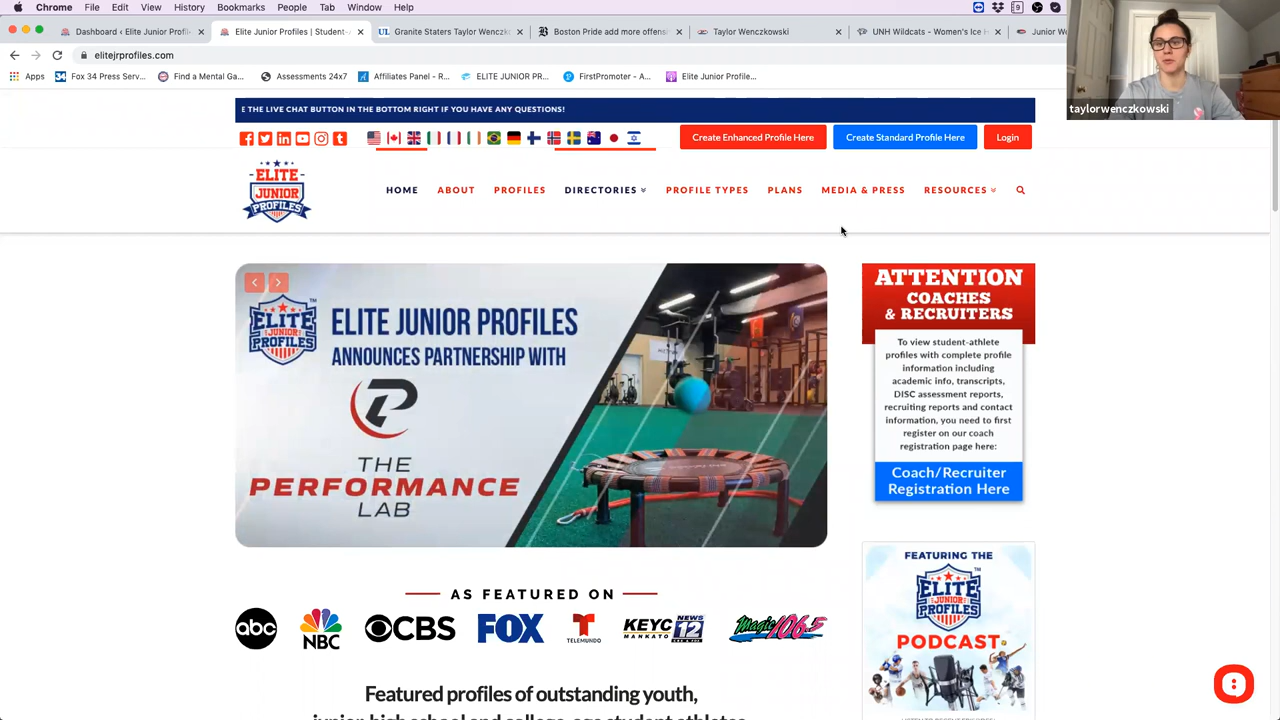 Chrome File Edit View History Bookmarks People Tab Window Help
Dashboard ‹ Elite Junior Profil Elite Junior Profiles | Student- Granite Staters Taylor Wenczk Boston Pride add more offens Taylor Wenczkowski UNH Wildcats - Women's Ice H Junior We
elitejrprofiles.com
Apps Fox 34 Press Serv... Find a Mental Ga... Assessments 24x7 Affiliates Panel - R... ELITE JUNIOR PR... FirstPromoter - A... Elite Junior Profile...
taylorwenczkowski
E THE LIVE CHAT BUTTON IN THE BOTTOM RIGHT IF YOU HAVE ANY QUESTIONS!
Create Enhanced Profile Here Create Standard Profile Here Login
ELITE JUNIOR PROFILES
HOME ABOUT PROFILES DIRECTORIES PROFILE TYPES PLANS MEDIA & PRESS RESOURCES
ELITE JUNIOR PROFILES TM
ELITE JUNIOR PROFILES
ANNOUNCES PARTNERSHIP WITH
THE
PERFORMANCE
LAB
ATTENTION
COACHES
& RECRUITERS
To view student-athlete
profiles with complete profile
information including
academic info, transcripts,
DISC assessment reports,
recruiting reports and contact
information, you need to first
register on our coach
registration page here:
Coach/Recruiter
Registration Here
AS FEATURED ON
abc NBC CBS FOX TELEMUNDO KEYC NEWS 12 MANKATO Magic 106.5
FEATURING THE
ELITE JUNIOR PROFILES TM
PODCAST
Featured profiles of outstanding youth,
junior, high school and college-age student athletes